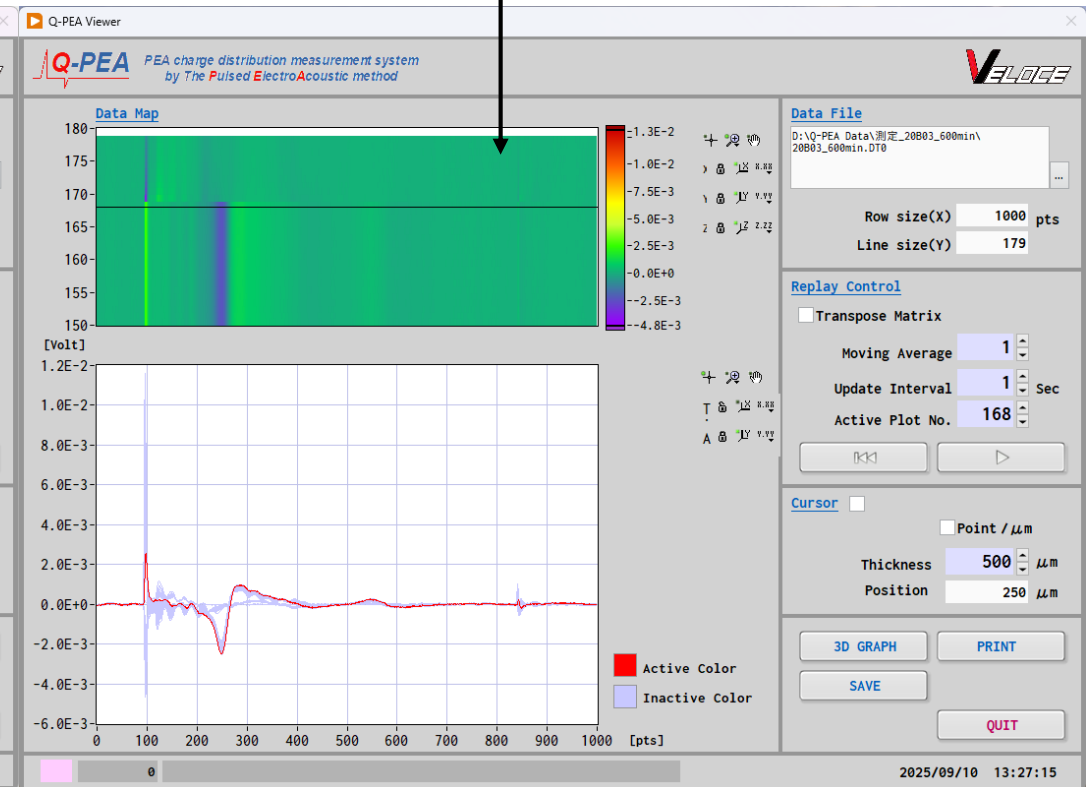 Q-PEA Viewer
Q-PEA
PEA charge distribution measurement system
by The Pulsed ElectroAcoustic method
VELOCE
Data Map
180
175
170
165
160
155
150
[Volt]
1.3E-2
1.0E-2
7.5E-3
5.0E-3
2.5E-3
0.0E+0
-2.5E-3
-4.8E-3
X.XX
Y.YY
Z
Z.ZZ
1.2E-2
1.0E-2
8.0E-3
6.0E-3
4.0E-3
2.0E-3
0.0E+0
-2.0E-3
-4.0E-3
-6.0E-3
0 100 200 300 400 500 600 700 800 900 1000 [pts]
T
X.XX
A
Y.YY
Active Color
Inactive Color
Data File
D:\Q-PEA Data\測定_20B03_600min\
20B03_600min.DT0
...
Row size(X) 1000 pts
Line size(Y) 179
Replay Control
Transpose Matrix
Moving Average 1
Update Interval 1 Sec
Active Plot No. 168
Cursor
Point/μm
Thickness 500 μm
Position 250 μm
3D GRAPH
PRINT
SAVE
QUIT
0
2025/09/10 13:27:15